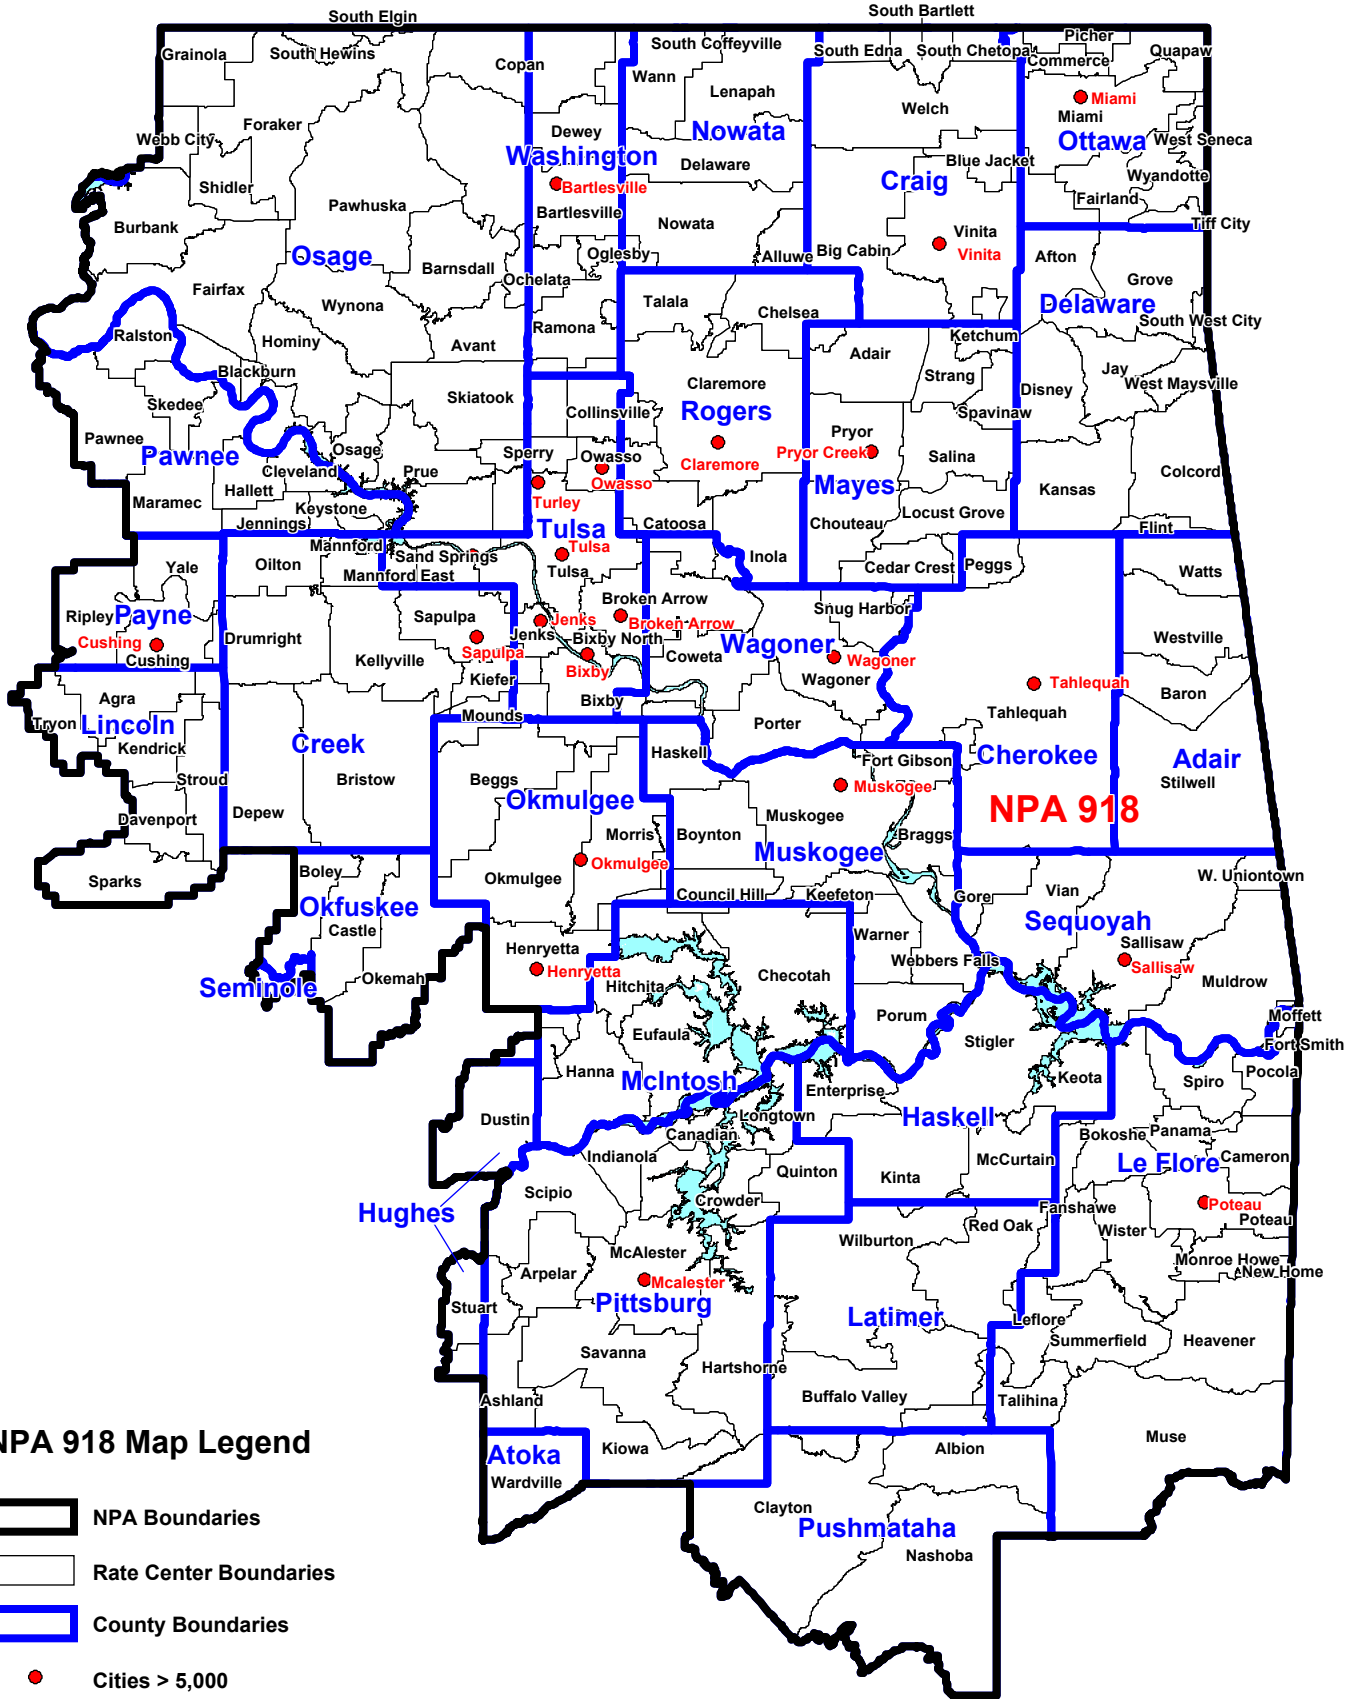 South Elgin
South Bartlett
Grainola
South Hewins
Copan
South Coffeyville
Wann
Lenapah
South Edna
South Chetopa
Picher
Commerce
Quapaw
Miami
Miami
Welch
Nowata
Ottawa
West Seneca
Foraker
Webb City
Dewey
Washington
Delaware
Blue Jacket
Wyandotte
Craig
Shidler
Bartlesville
Bartlesville
Pawhuska
Fairland
Tiff City
Burbank
Nowata
Vinita
Vinita
Osage
Barnsdall
Oglesby
Alluwe
Big Cabin
Afton
Ochelata
Grove
Fairfax
Wynona
Talala
Chelsea
Delaware
South West City
Ralston
Hominy
Ramona
Avant
Adair
Ketchum
Blackburn
Strang
Jay
West Maysville
Disney
Claremore
Rogers
Skiatook
Skedee
Collinsville
Spavinaw
Pawnee
Pawnee
Osage
Cleveland
Prue
Sperry
Owasso
Owasso
Claremore
Pryor
Pryor Creek
Salina
Mayes
Colcord
Kansas
Maramec
Hallett
Keystone
Jennings
Turley
Tulsa
Catoosa
Chouteau
Locust Grove
Flint
Mannford
Sand Springs
Tulsa
Tulsa
Inola
Cedar Crest
Peggs
Watts
Yale
Oilton
Mannford East
Ripley
Payne
Cushing
Cushing
Drumright
Sapulpa
Sapulpa
Kellyville
Kiefer
Jenks
Jenks
Broken Arrow
Broken Arrow
Bixby North
Bixby
Bixby
Coweta
Snug Harbor
Wagoner
Wagoner
Wagoner
Westville
Baron
Tahlequah
Tahlequah
Agra
Tryon
Lincoln
Kendrick
Stroud
Creek
Bristow
Mounds
Porter
Haskell
Fort Gibson
Cherokee
Adair
Stilwell
Beggs
Okmulgee
Muskogee
Muskogee
NPA 918
Davenport
Depew
Morris
Boynton
Muskogee
Braggs
Okmulgee
Okmulgee
Sparks
Boley
Council Hill
Keefeton
Gore
Vian
W. Uniontown
Okfuskee
Castle
Sequoyah
Sallisaw
Sallisaw
Warner
Webbers Falls
Henryetta
Henryetta
Okemah
Seminole
Hitchita
Checotah
Muldrow
Porum
Moffett
Fort Smith
Eufaula
Stigler
Hanna
McIntosh
Keota
Spiro
Pocola
Enterprise
Longtown
Haskell
Dustin
Canadian
Bokoshe
Panama
Indianola
Quinton
McCurtain
Le Flore
Cameron
Kinta
Scipio
Crowder
Hughes
Fanshawe
Poteau
Poteau
Red Oak
Wister
Wilburton
McAlester
Mcalester
Arpelar
Monroe
Howe
New Home
Stuart
Pittsburg
Latimer
Leflore
Summerfield
Heavener
Savanna
Hartshorne
Ashland
Buffalo Valley
Talihina
Kiowa
Albion
Muse
Atoka
Wardville
Clayton
Pushmataha
Nashoba
NPA 918 Map Legend
NPA Boundaries
Rate Center Boundaries
County Boundaries
Cities > 5,000